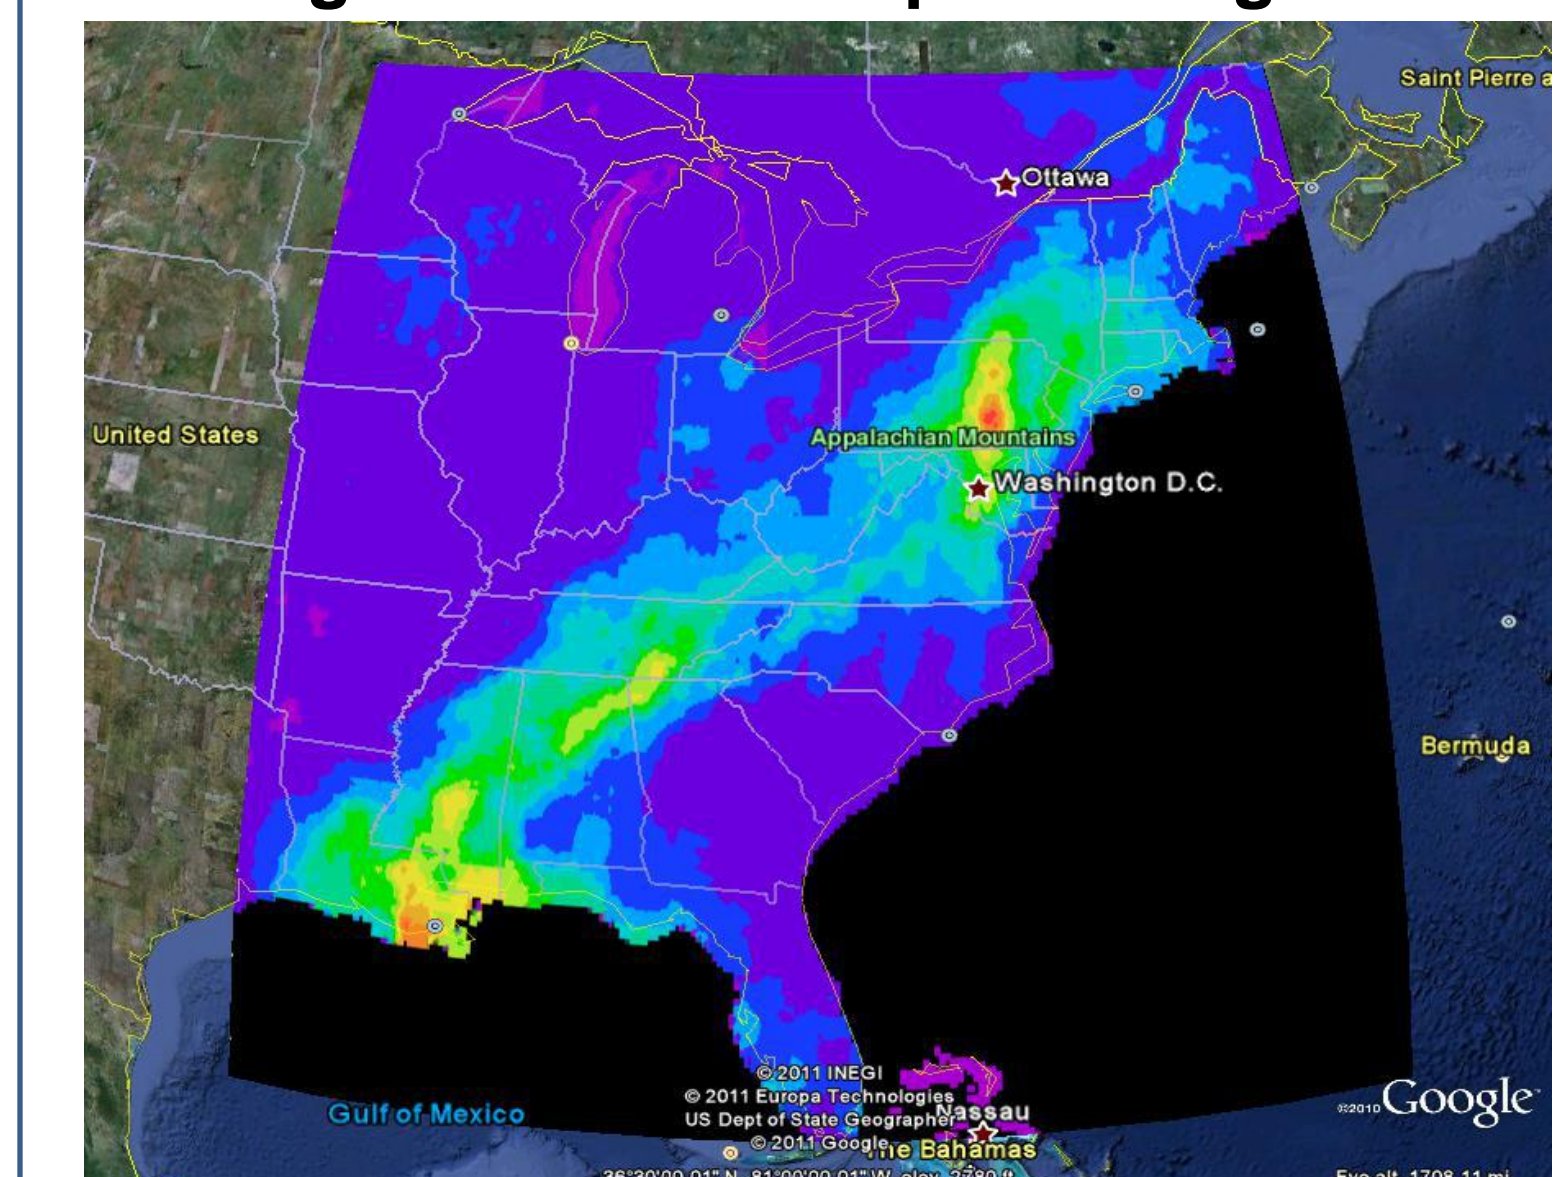 Saint Pierre a
Ottawa
United States
Appalachian Mountains
Washington D.C.
Bermuda
© 2011 INEGI
© 2011 Europa Technologies
US Dept of State Geographer
© 2011 Google
Gulf of Mexico
Nassau
The Bahamas
©2010 Google